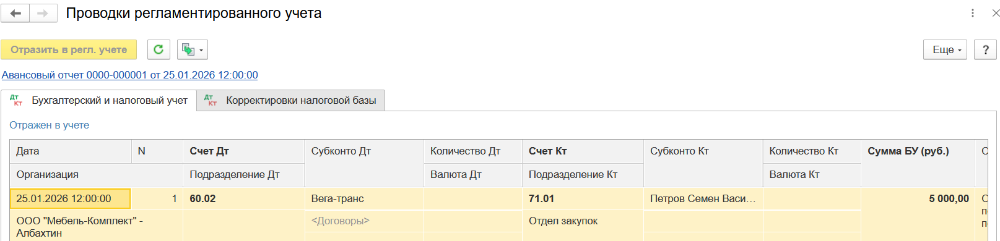 Проводки регламентированного учета
Отразить в регл. учете
Еще
?
Авансовый отчет 0000-000001 от 25.01.2026 12:00:00
Дт Кт Бухгалтерский и налоговый учет
Дт Кт Корректировки налоговой базы
Отражен в учете
Дата N Счет Дт Субконто Дт Количество Дт Счет Кт Субконто Кт Количество Кт Сумма БУ (руб.) С
Организация Подразделение Дт Валюта Дт Подразделение Кт Валюта Кт
25.01.2026 12:00:00 1 60.02 Вега-транс 71.01 Петров Семен Васи... 5 000,00
ООО "Мебель-Комплект" - <Договоры> Отдел закупок
Албахтин